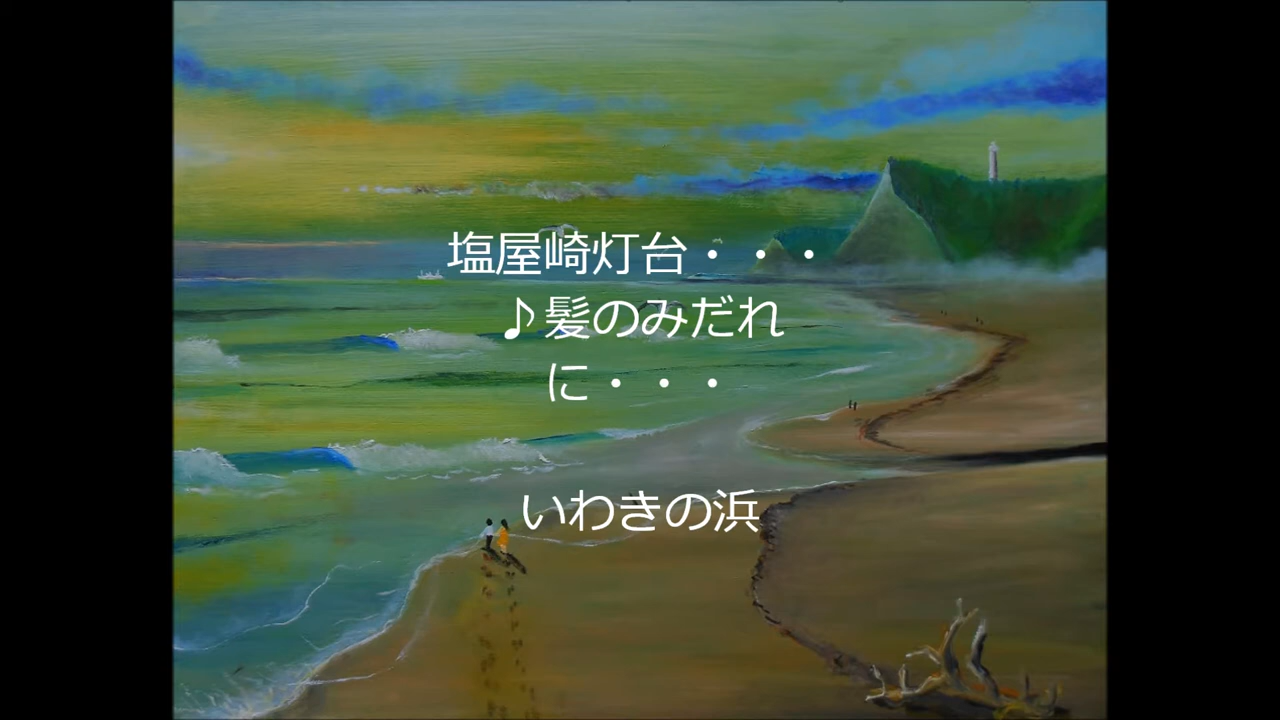 塩屋崎灯台・・・
♪髪のみだれ
に・・・
いわきの浜